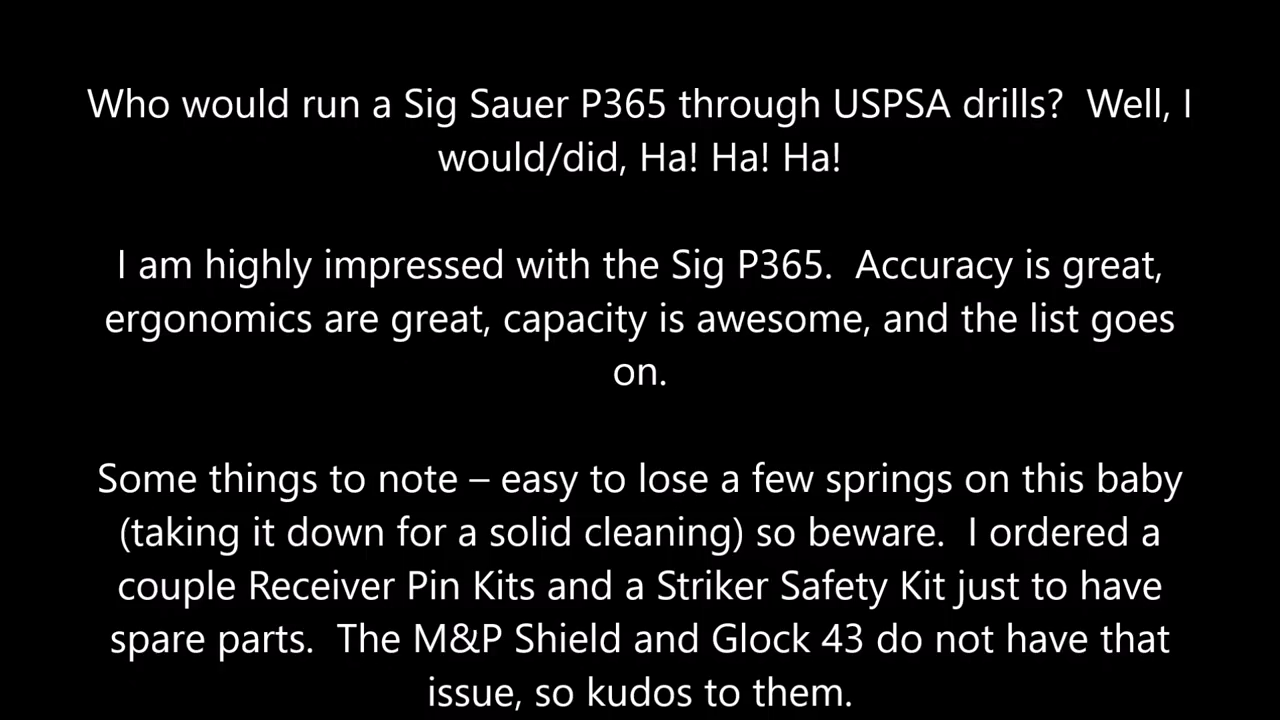 Who would run a Sig Sauer P365 through USPSA drills?  Well, I
would/did, Ha! Ha! Ha!
I am highly impressed with the Sig P365.  Accuracy is great,
ergonomics are great, capacity is awesome, and the list goes
on.
Some things to note – easy to lose a few springs on this baby
(taking it down for a solid cleaning) so beware.  I ordered a
couple Receiver Pin Kits and a Striker Safety Kit just to have
spare parts.  The M&P Shield and Glock 43 do not have that
issue, so kudos to them.